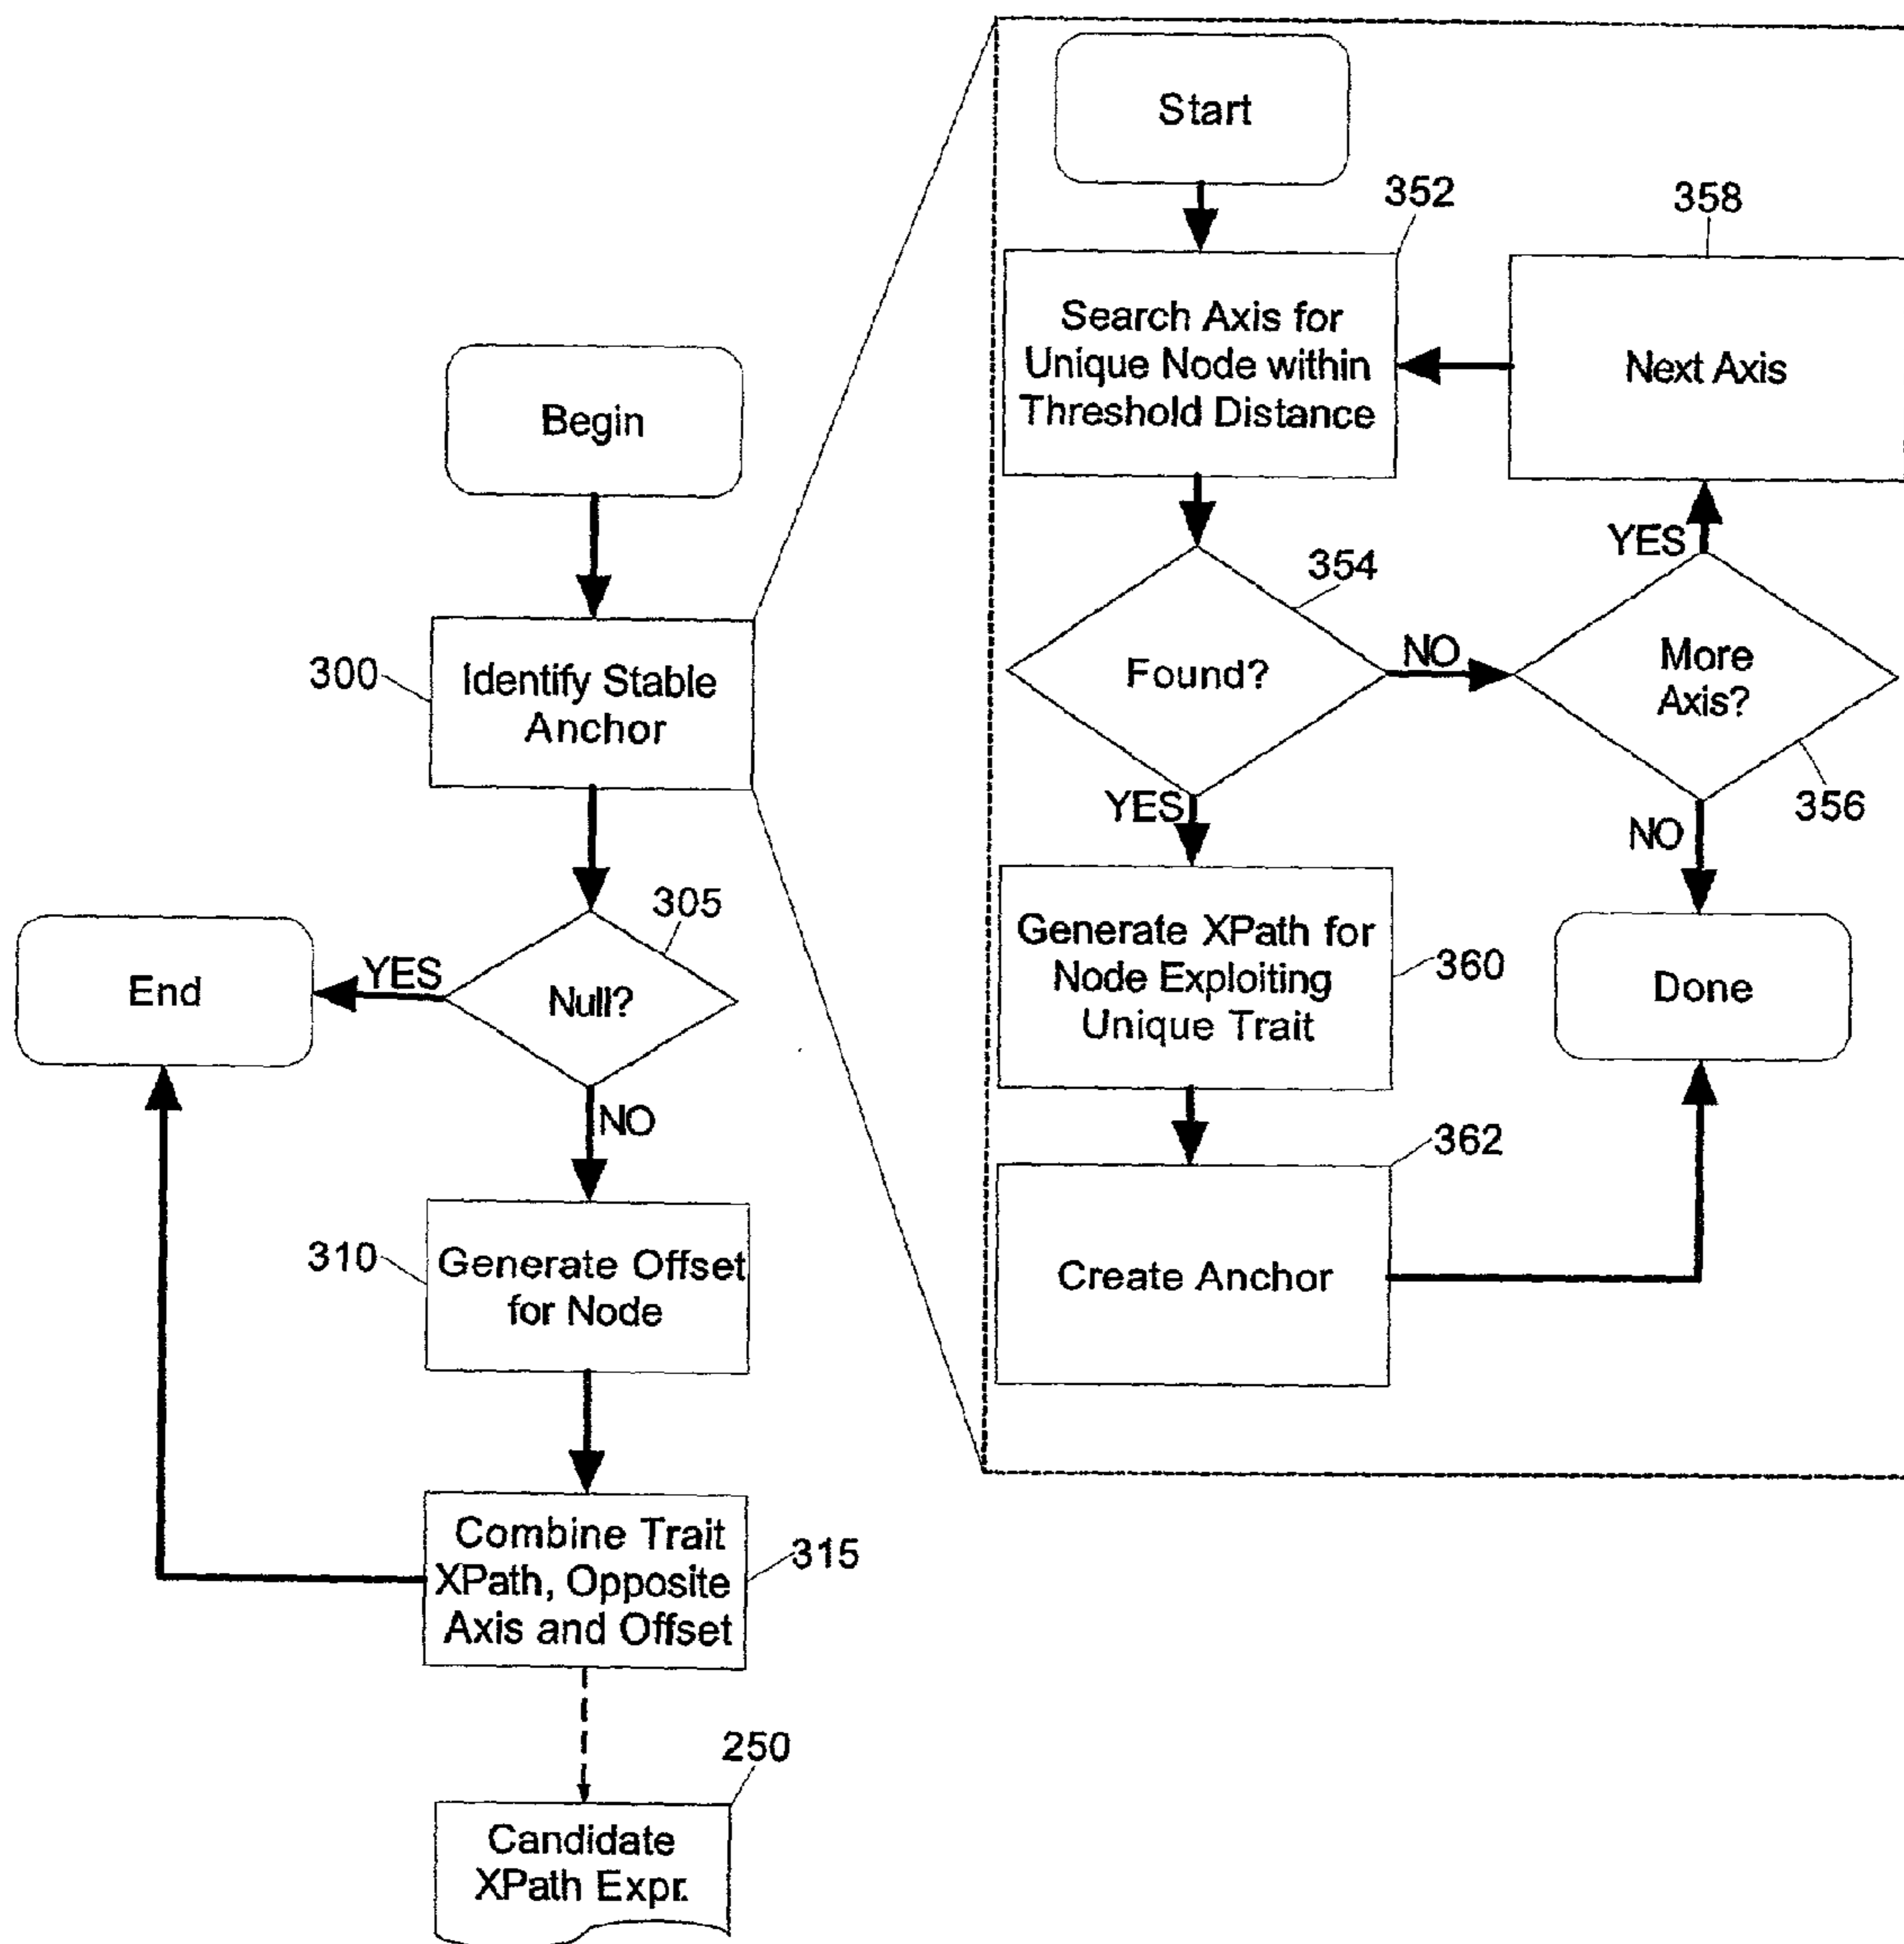 Start
352
358
Search Axis for
Unique Node within
Threshold Distance
Next Axis
Begin
354
YES
300
Identify Stable
Anchor
Found?
NO
More
Axis?
356
YES
NO
305
End
YES
Null?
Generate XPath for
Node Exploiting
Unique Trait
360
Done
NO
362
310
Generate Offset
for Node
Create Anchor
Combine Trait
XPath, Opposite
Axis and Offset
315
250
Candidate
XPath Expr.